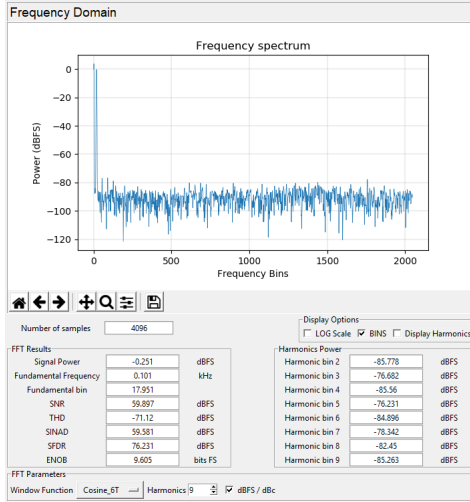 Frequency Domain
Frequency spectrum
0
−20
−40
−60
−80
−100
−120
Power (dBFS)
0
500
1000
1500
2000
Frequency Bins
Number of samples 4096
Display Options
LOG Scale BINS Display Harmonics
FFT Results
Signal Power -0.251 dBFS
Fundamental Frequency 0.101 kHz
Fundamental bin 17.951
SNR 59.897 dBFS
THD -71.12 dBFS
SINAD 59.581 dBFS
SFDR 76.231 dBFS
ENOB 9.605 bits FS
Harmonics Power
Harmonic bin 2 -85.778 dBFS
Harmonic bin 3 -76.682 dBFS
Harmonic bin 4 -85.56 dBFS
Harmonic bin 5 -76.231 dBFS
Harmonic bin 6 -84.896 dBFS
Harmonic bin 7 -78.342 dBFS
Harmonic bin 8 -82.45 dBFS
Harmonic bin 9 -85.263 dBFS
FFT Parameters
Window Function Cosine_6T Harmonics 9 dBFS / dBc